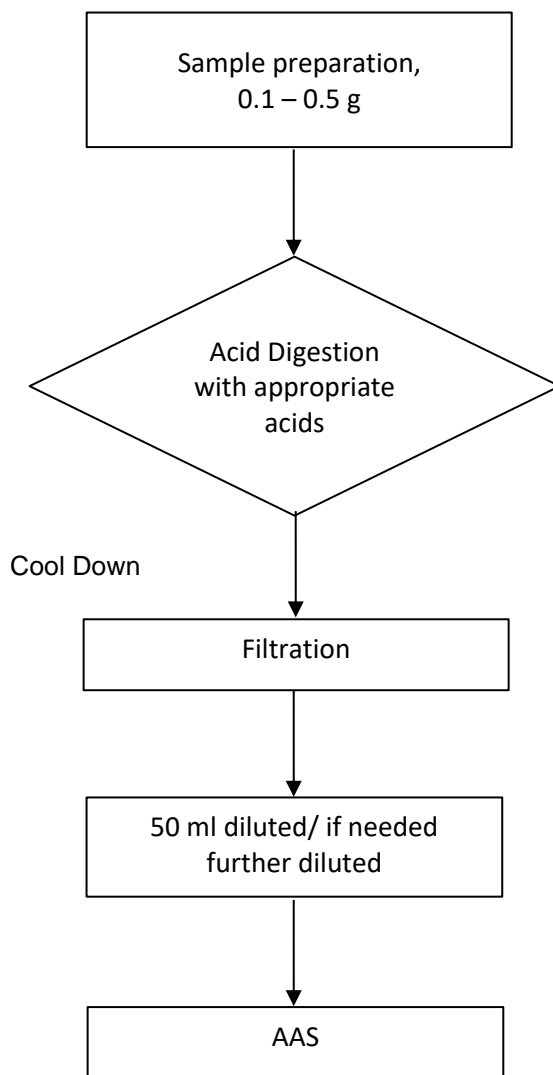 Sample preparation,
0.1 – 0.5 g
Acid Digestion
with appropriate
acids
Cool Down
Filtration
50 ml diluted/ if needed
further diluted
AAS